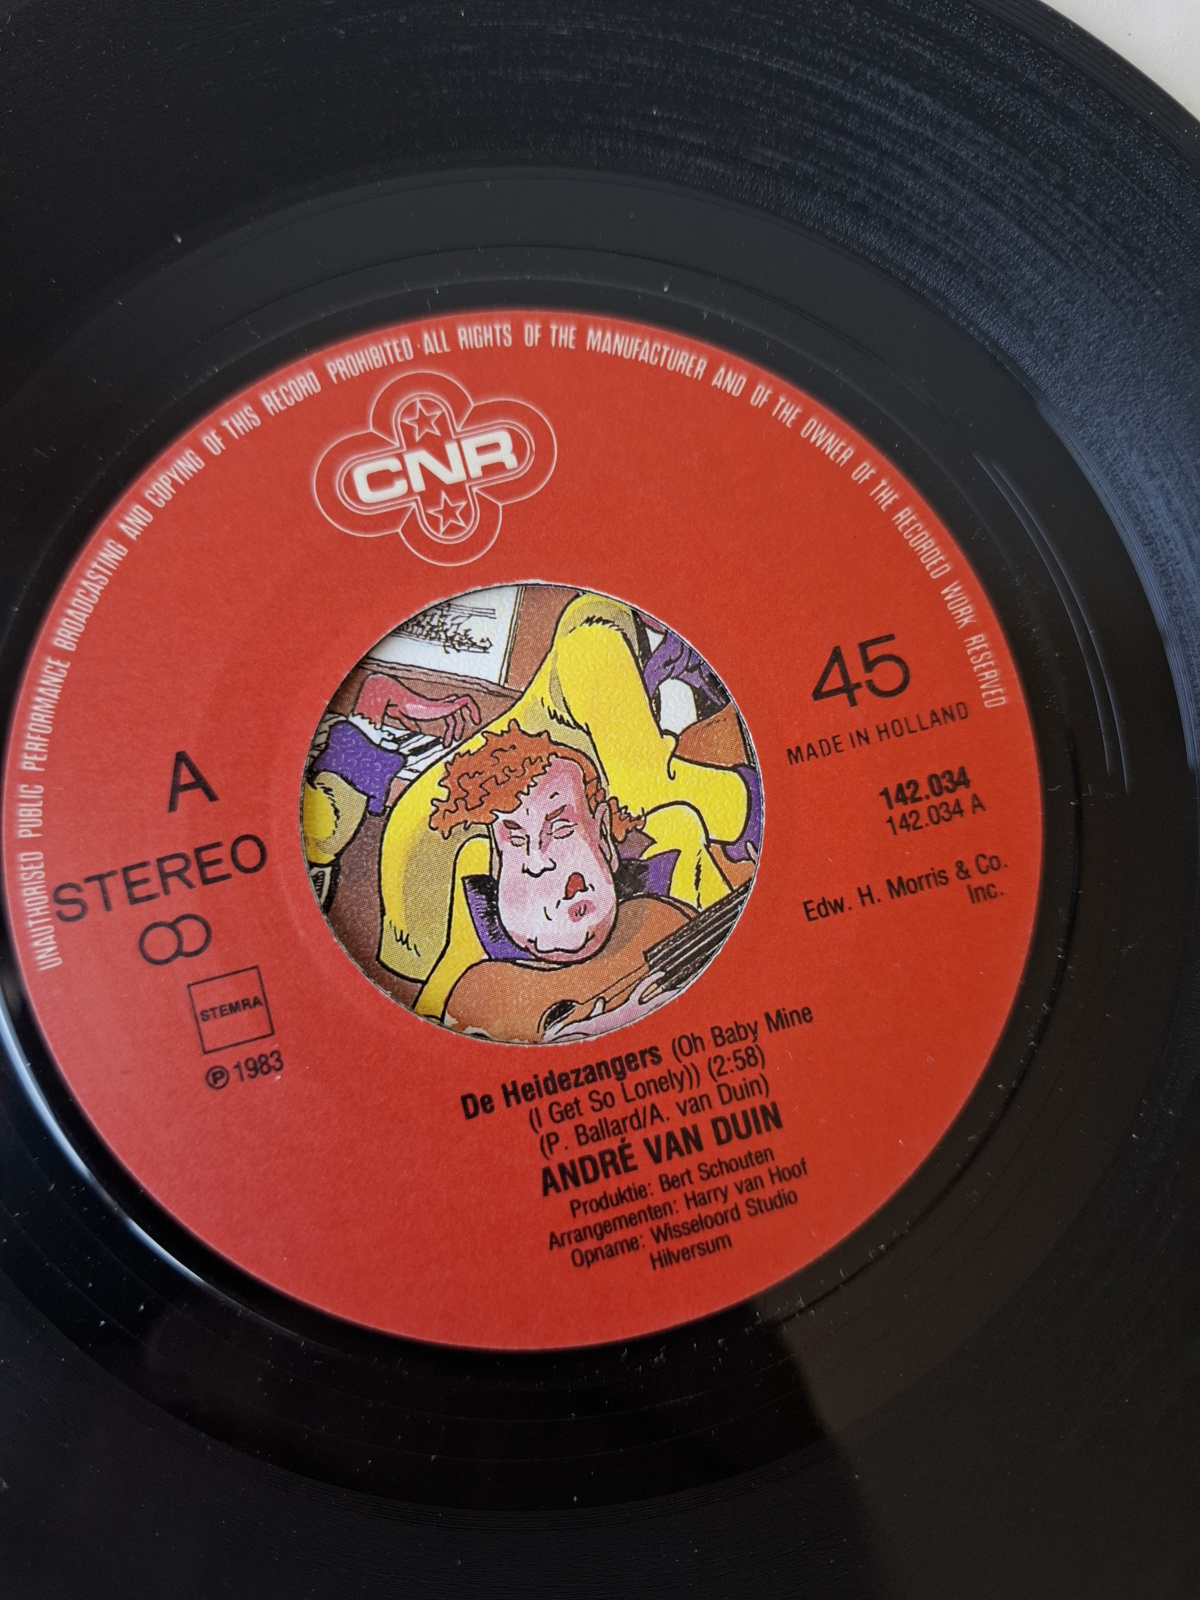 UNAUTHORISED PUBLIC PERFORMANCE BROADCASTING AND COPYING OF THIS RECORD PROHIBITED · ALL RIGHTS OF THE MANUFACTURER AND OF THE OWNER OF THE RECORDED WORK RESERVED
CNR
45
MADE IN HOLLAND
142.034
142.034 A
Edw. H. Morris & Co.
Inc.
A
STEREO
STEMRA
℗ 1983
De Heidezangers (Oh Baby Mine
(I Get So Lonely)) (2:58)
(P. Ballard/A. van Duin)
ANDRÉ VAN DUIN
Produktie: Bert Schouten
Arrangementen: Harry van Hoof
Opname: Wisseloord Studio
Hilversum